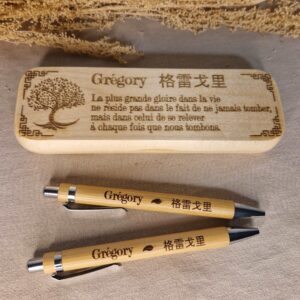 Grégory 格雷戈里
La plus grande gloire dans la vie
ne réside pas dans le fait de ne jamais tomber,
mais dans celui de se relever
à chaque fois que nous tombons.
Grégory 格雷戈里
Grégory 格雷戈里